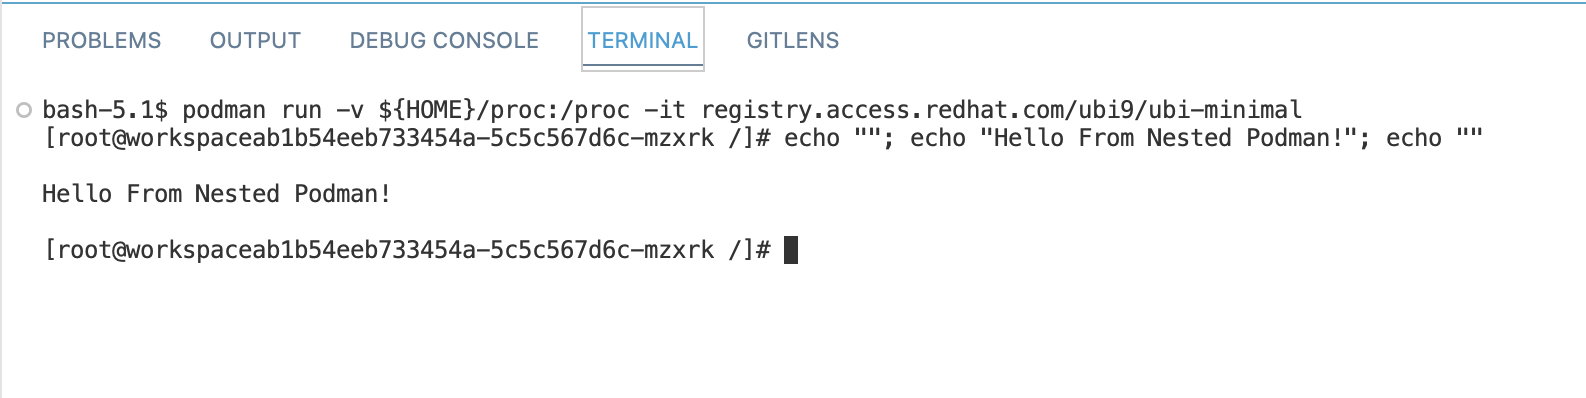 PROBLEMS OUTPUT DEBUG CONSOLE TERMINAL GITLENS
bash-5.1$ podman run -v ${HOME}/proc:/proc -it registry.access.redhat.com/ubi9/ubi-minimal
[root@workspaceab1b54eeb733454a-5c5c567d6c-mzxrk /]# echo ""; echo "Hello From Nested Podman!"; echo ""
Hello From Nested Podman!
[root@workspaceab1b54eeb733454a-5c5c567d6c-mzxrk /]#